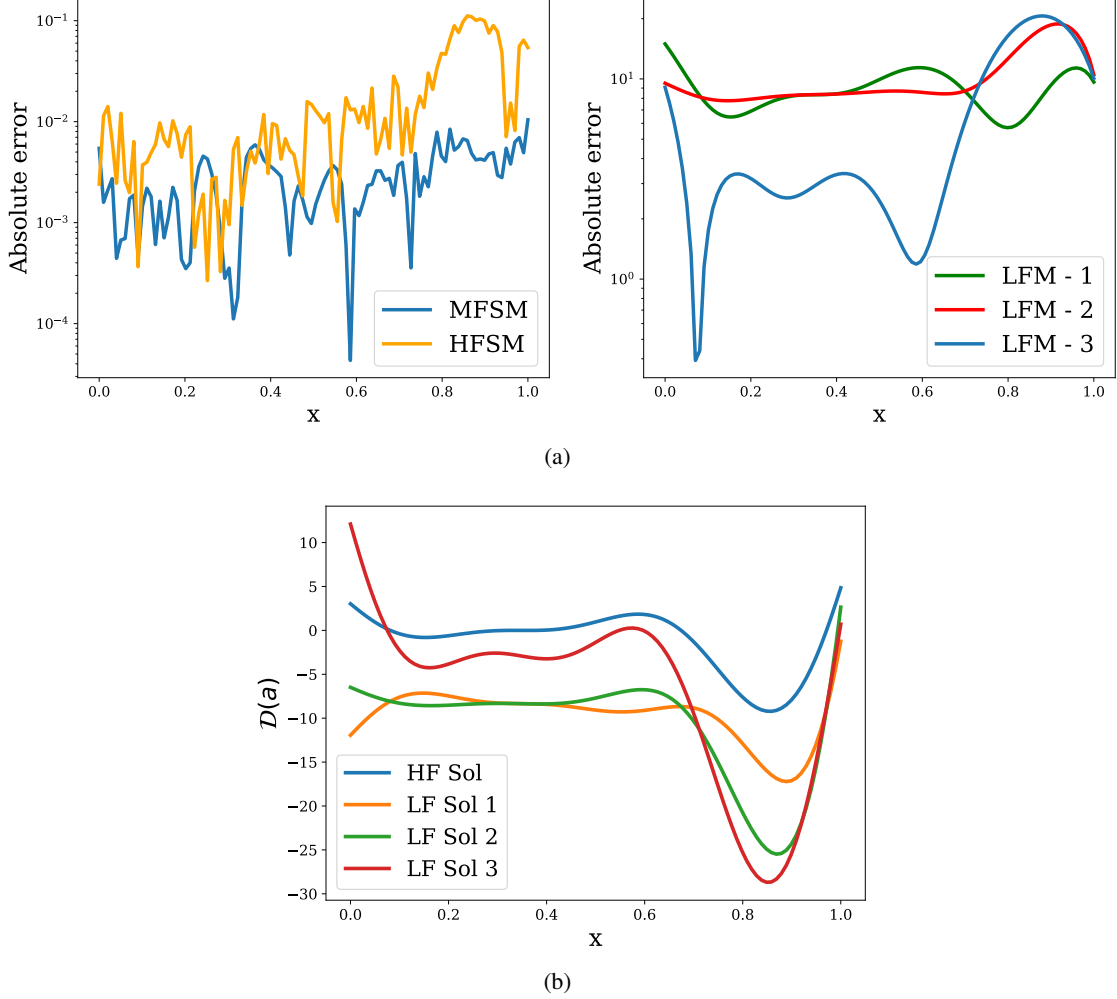 Absolute error
10⁻¹
10⁻²
10⁻³
10⁻⁴
MFSM
HFSM
0.0 0.2 0.4 0.6 0.8 1.0
x
Absolute error
10¹
10⁰
LFM - 1
LFM - 2
LFM - 3
0.0 0.2 0.4 0.6 0.8 1.0
x
(a)
𝒟(a)
10
5
0
−5
−10
−15
−20
−25
−30
HF Sol
LF Sol 1
LF Sol 2
LF Sol 3
0.0 0.2 0.4 0.6 0.8 1.0
x
(b)